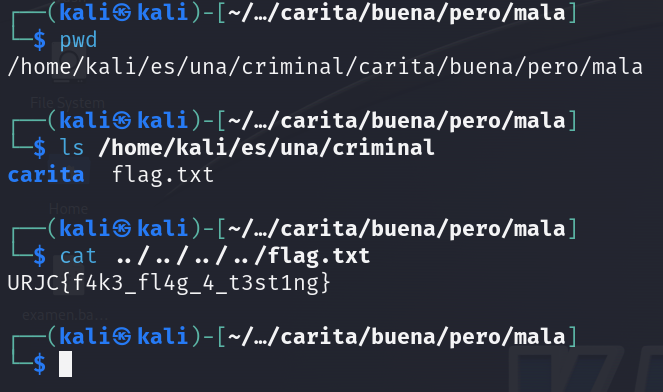 ┌──(kali㉿kali)-[~/…/carita/buena/pero/mala]
└─$ pwd
/home/kali/es/una/criminal/carita/buena/pero/mala
File System
┌──(kali㉿kali)-[~/…/carita/buena/pero/mala]
└─$ ls /home/kali/es/una/criminal
carita  flag.txt
Home
┌──(kali㉿kali)-[~/…/carita/buena/pero/mala]
└─$ cat ../../../../flag.txt
URJC{f4k3_fl4g_4_t3st1ng}
examen.ba...
┌──(kali㉿kali)-[~/…/carita/buena/pero/mala]
└─$